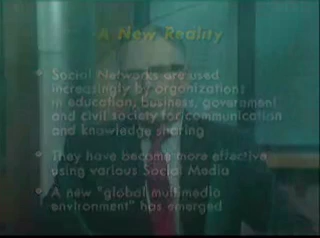 A New Reality
• Social Networks are used
increasingly by organizations
in education, business, government
and civil society for communication
and knowledge sharing
• They have become more effective
using various Social Media
• A new "global multimedia
environment" has emerged